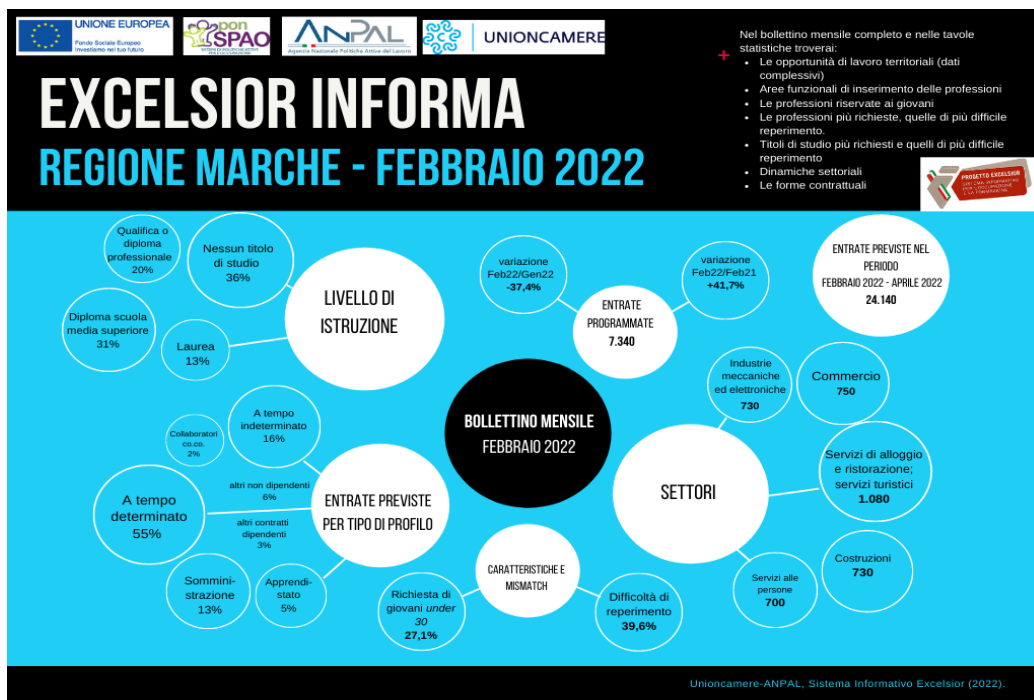 UNIONE EUROPEA
Fondo Sociale Europeo
Investiamo nel tuo futuro
pon
SPAO
ANPAL
Agenzia Nazionale Politiche Attive del Lavoro
UNIONCAMERE
EXCELSIOR INFORMA
REGIONE MARCHE - FEBBRAIO 2022
+
Nel bollettino mensile completo e nelle tavole
statistiche troverai:
• Le opportunità di lavoro territoriali (dati
complessivi)
• Aree funzionali di inserimento delle professioni
• Le professioni riservate ai giovani
• Le professioni più richieste, quelle di più difficile
reperimento.
• Titoli di studio più richiesti e quelli di più difficile
reperimento
• Dinamiche settoriali
• Le forme contrattuali
PROGETTO EXCELSIOR
SISTEMA INFORMATIVO
PER L'OCCUPAZIONE
E LA FORMAZIONE
Qualifica o
diploma
professionale
20%
Nessun titolo
di studio
36%
Diploma scuola
media superiore
31%
Laurea
13%
LIVELLO DI
ISTRUZIONE
variazione
Feb22/Gen22
-37,4%
variazione
Feb22/Feb21
+41,7%
ENTRATE
PROGRAMMATE
7.340
ENTRATE PREVISTE NEL
PERIODO
FEBBRAIO 2022 - APRILE 2022
24.140
BOLLETTINO MENSILE
FEBBRAIO 2022
Industrie
meccaniche
ed elettroniche
730
Commercio
750
Servizi di alloggio
e ristorazione;
servizi turistici
1.080
SETTORI
Costruzioni
730
Servizi alle
persone
700
Collaboratori
co.co.
2%
A tempo
indeterminato
16%
altri non dipendenti
6%
A tempo
determinato
55%
altri contratti
dipendenti
3%
ENTRATE PREVISTE
PER TIPO DI PROFILO
Sommini-
strazione
13%
Apprendi-
stato
5%
CARATTERISTICHE E
MISMATCH
Richiesta di
giovani under
30
27,1%
Difficoltà di
reperimento
39,6%
Unioncamere-ANPAL, Sistema Informativo Excelsior (2022).